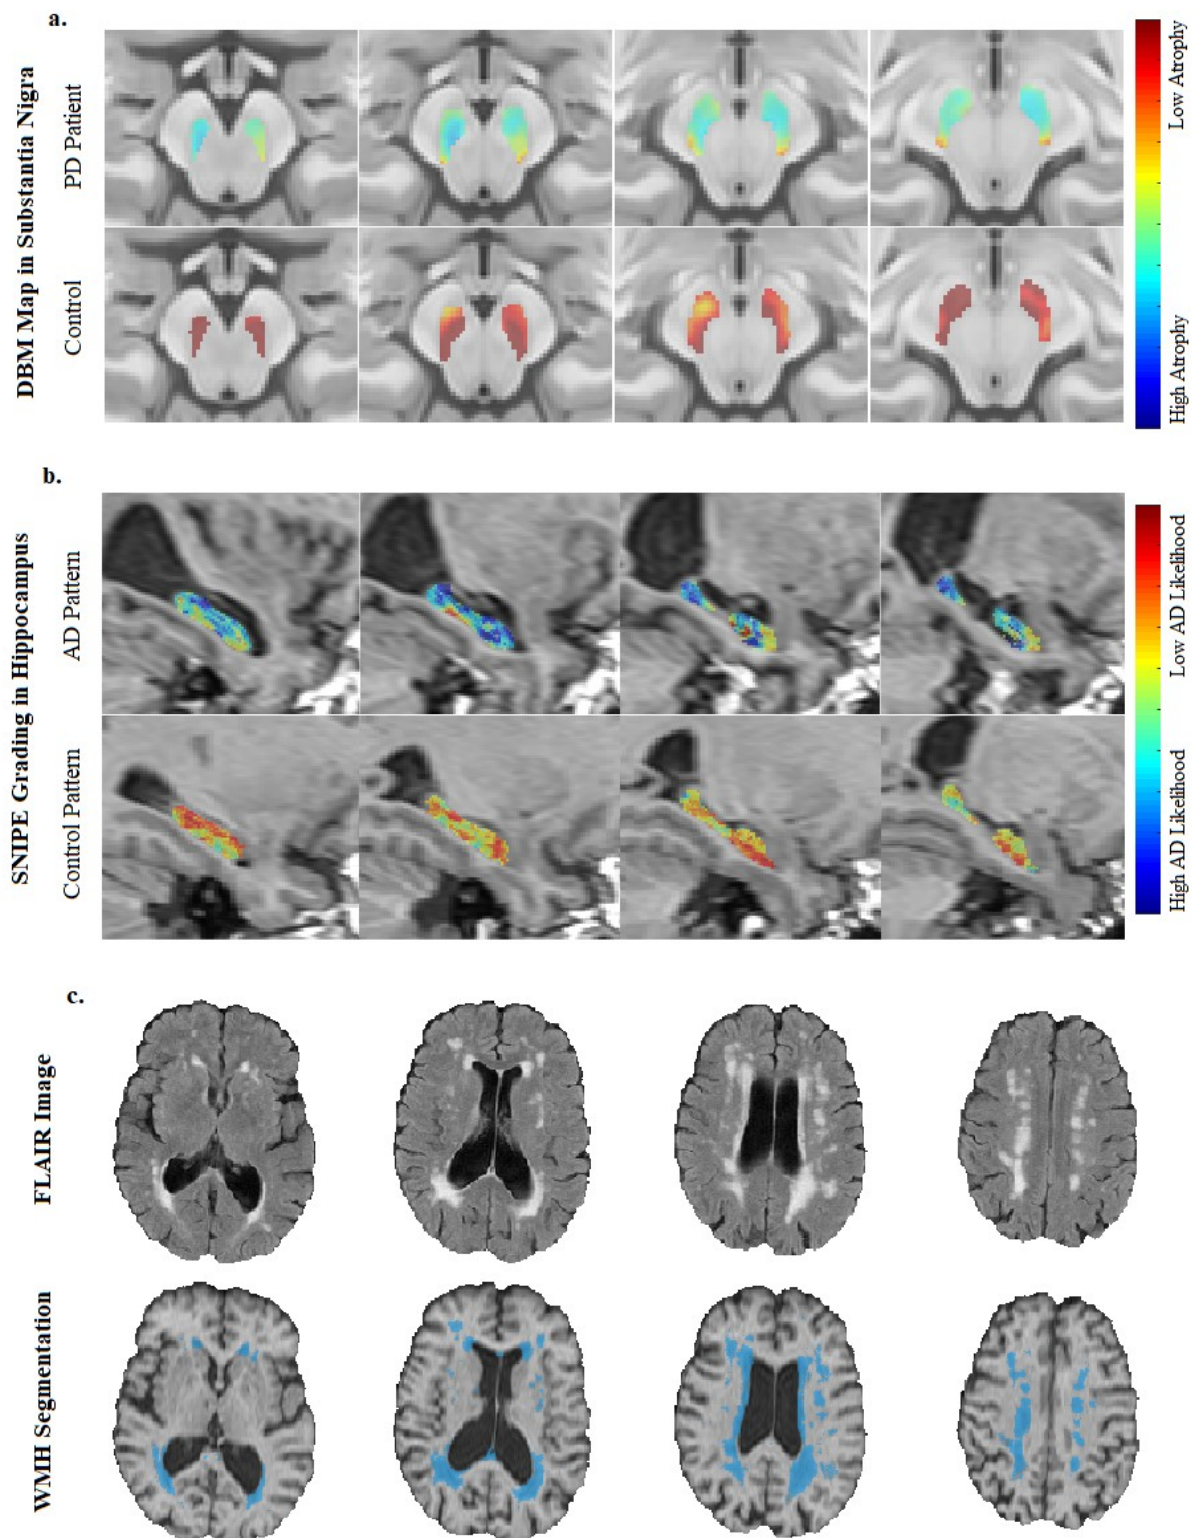 a.
DBM Map in Substantia Nigra
PD Patient
Control
Low Atrophy
High Atrophy
b.
SNIPE Grading in Hippocampus
AD Pattern
Control Pattern
Low AD Likelihood
High AD Likelihood
c.
FLAIR Image
WMH Segmentation